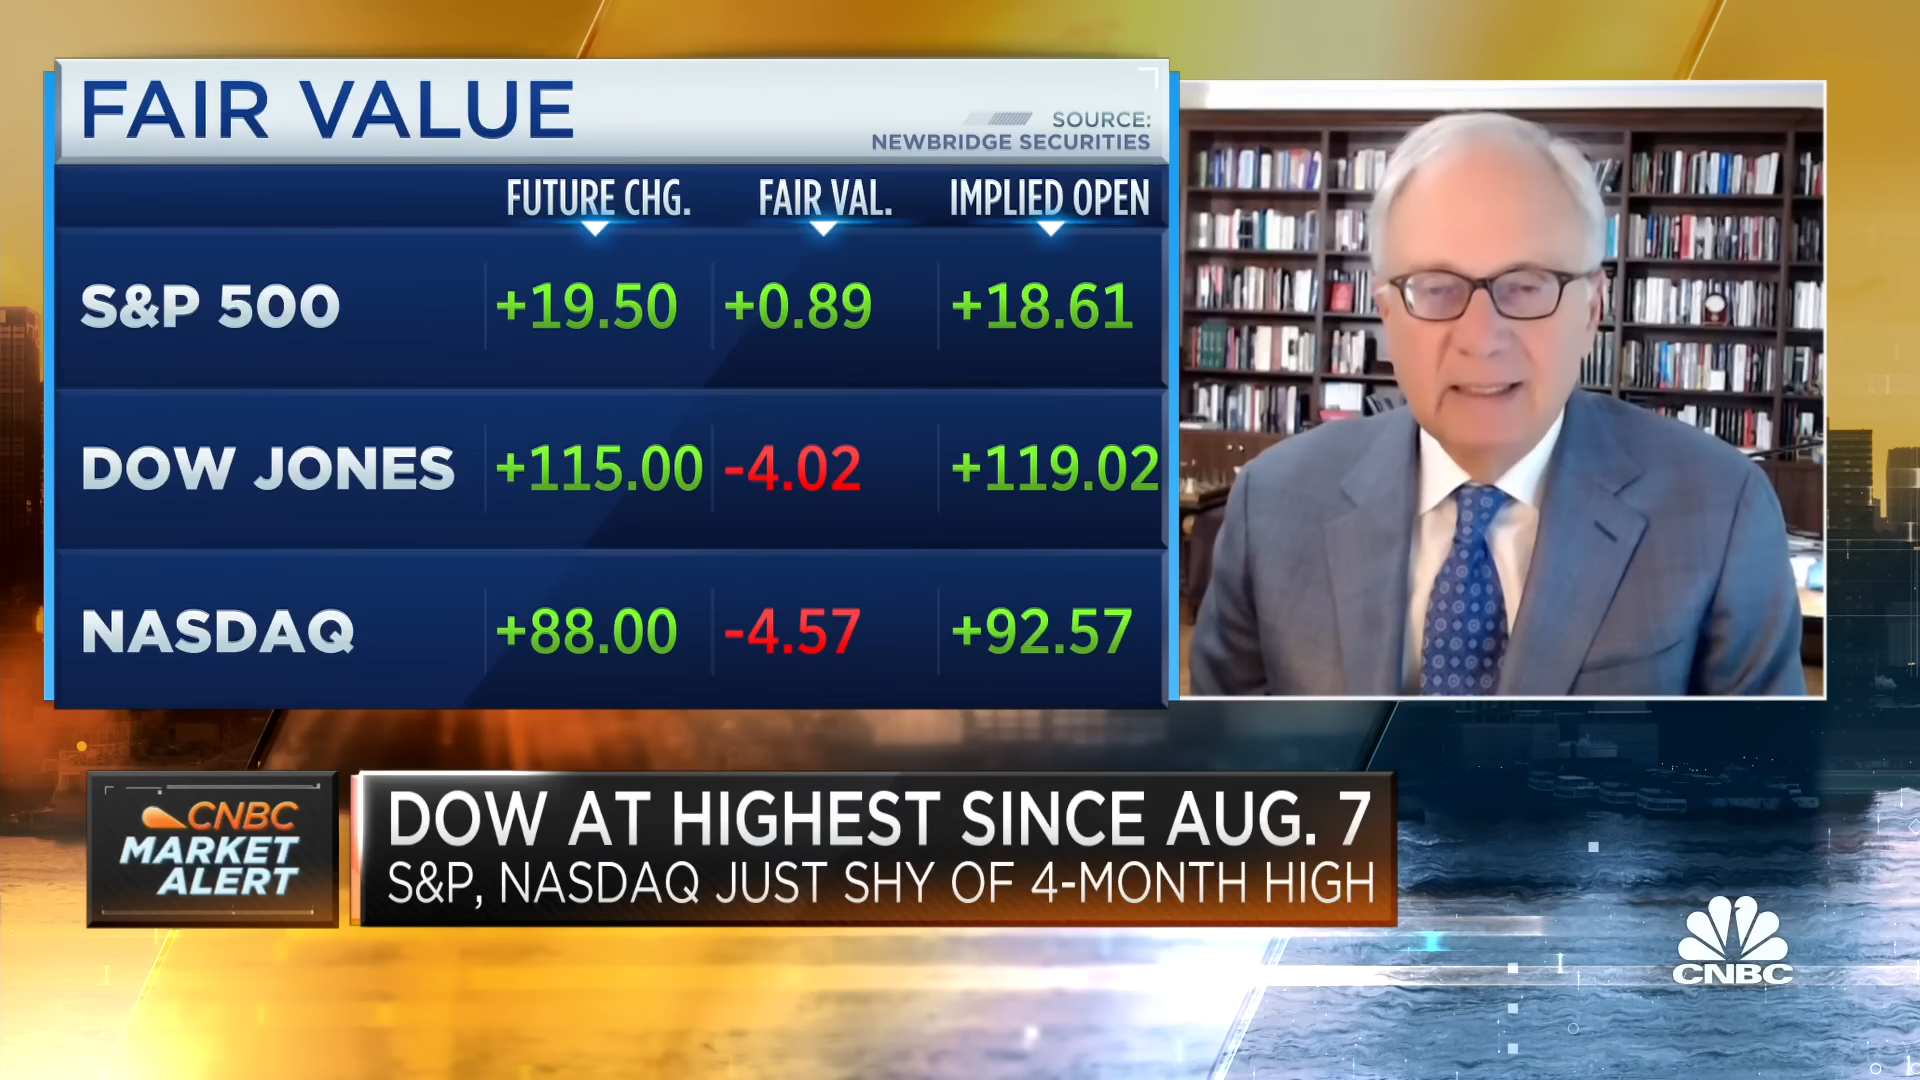 FAIR VALUE
SOURCE:
NEWBRIDGE SECURITIES
FUTURE CHG. FAIR VAL. IMPLIED OPEN
S&P 500 +19.50 +0.89 +18.61
DOW JONES +115.00 -4.02 +119.02
NASDAQ +88.00 -4.57 +92.57
CNBC
MARKET
ALERT
DOW AT HIGHEST SINCE AUG. 7
S&P, NASDAQ JUST SHY OF 4-MONTH HIGH
CNBC